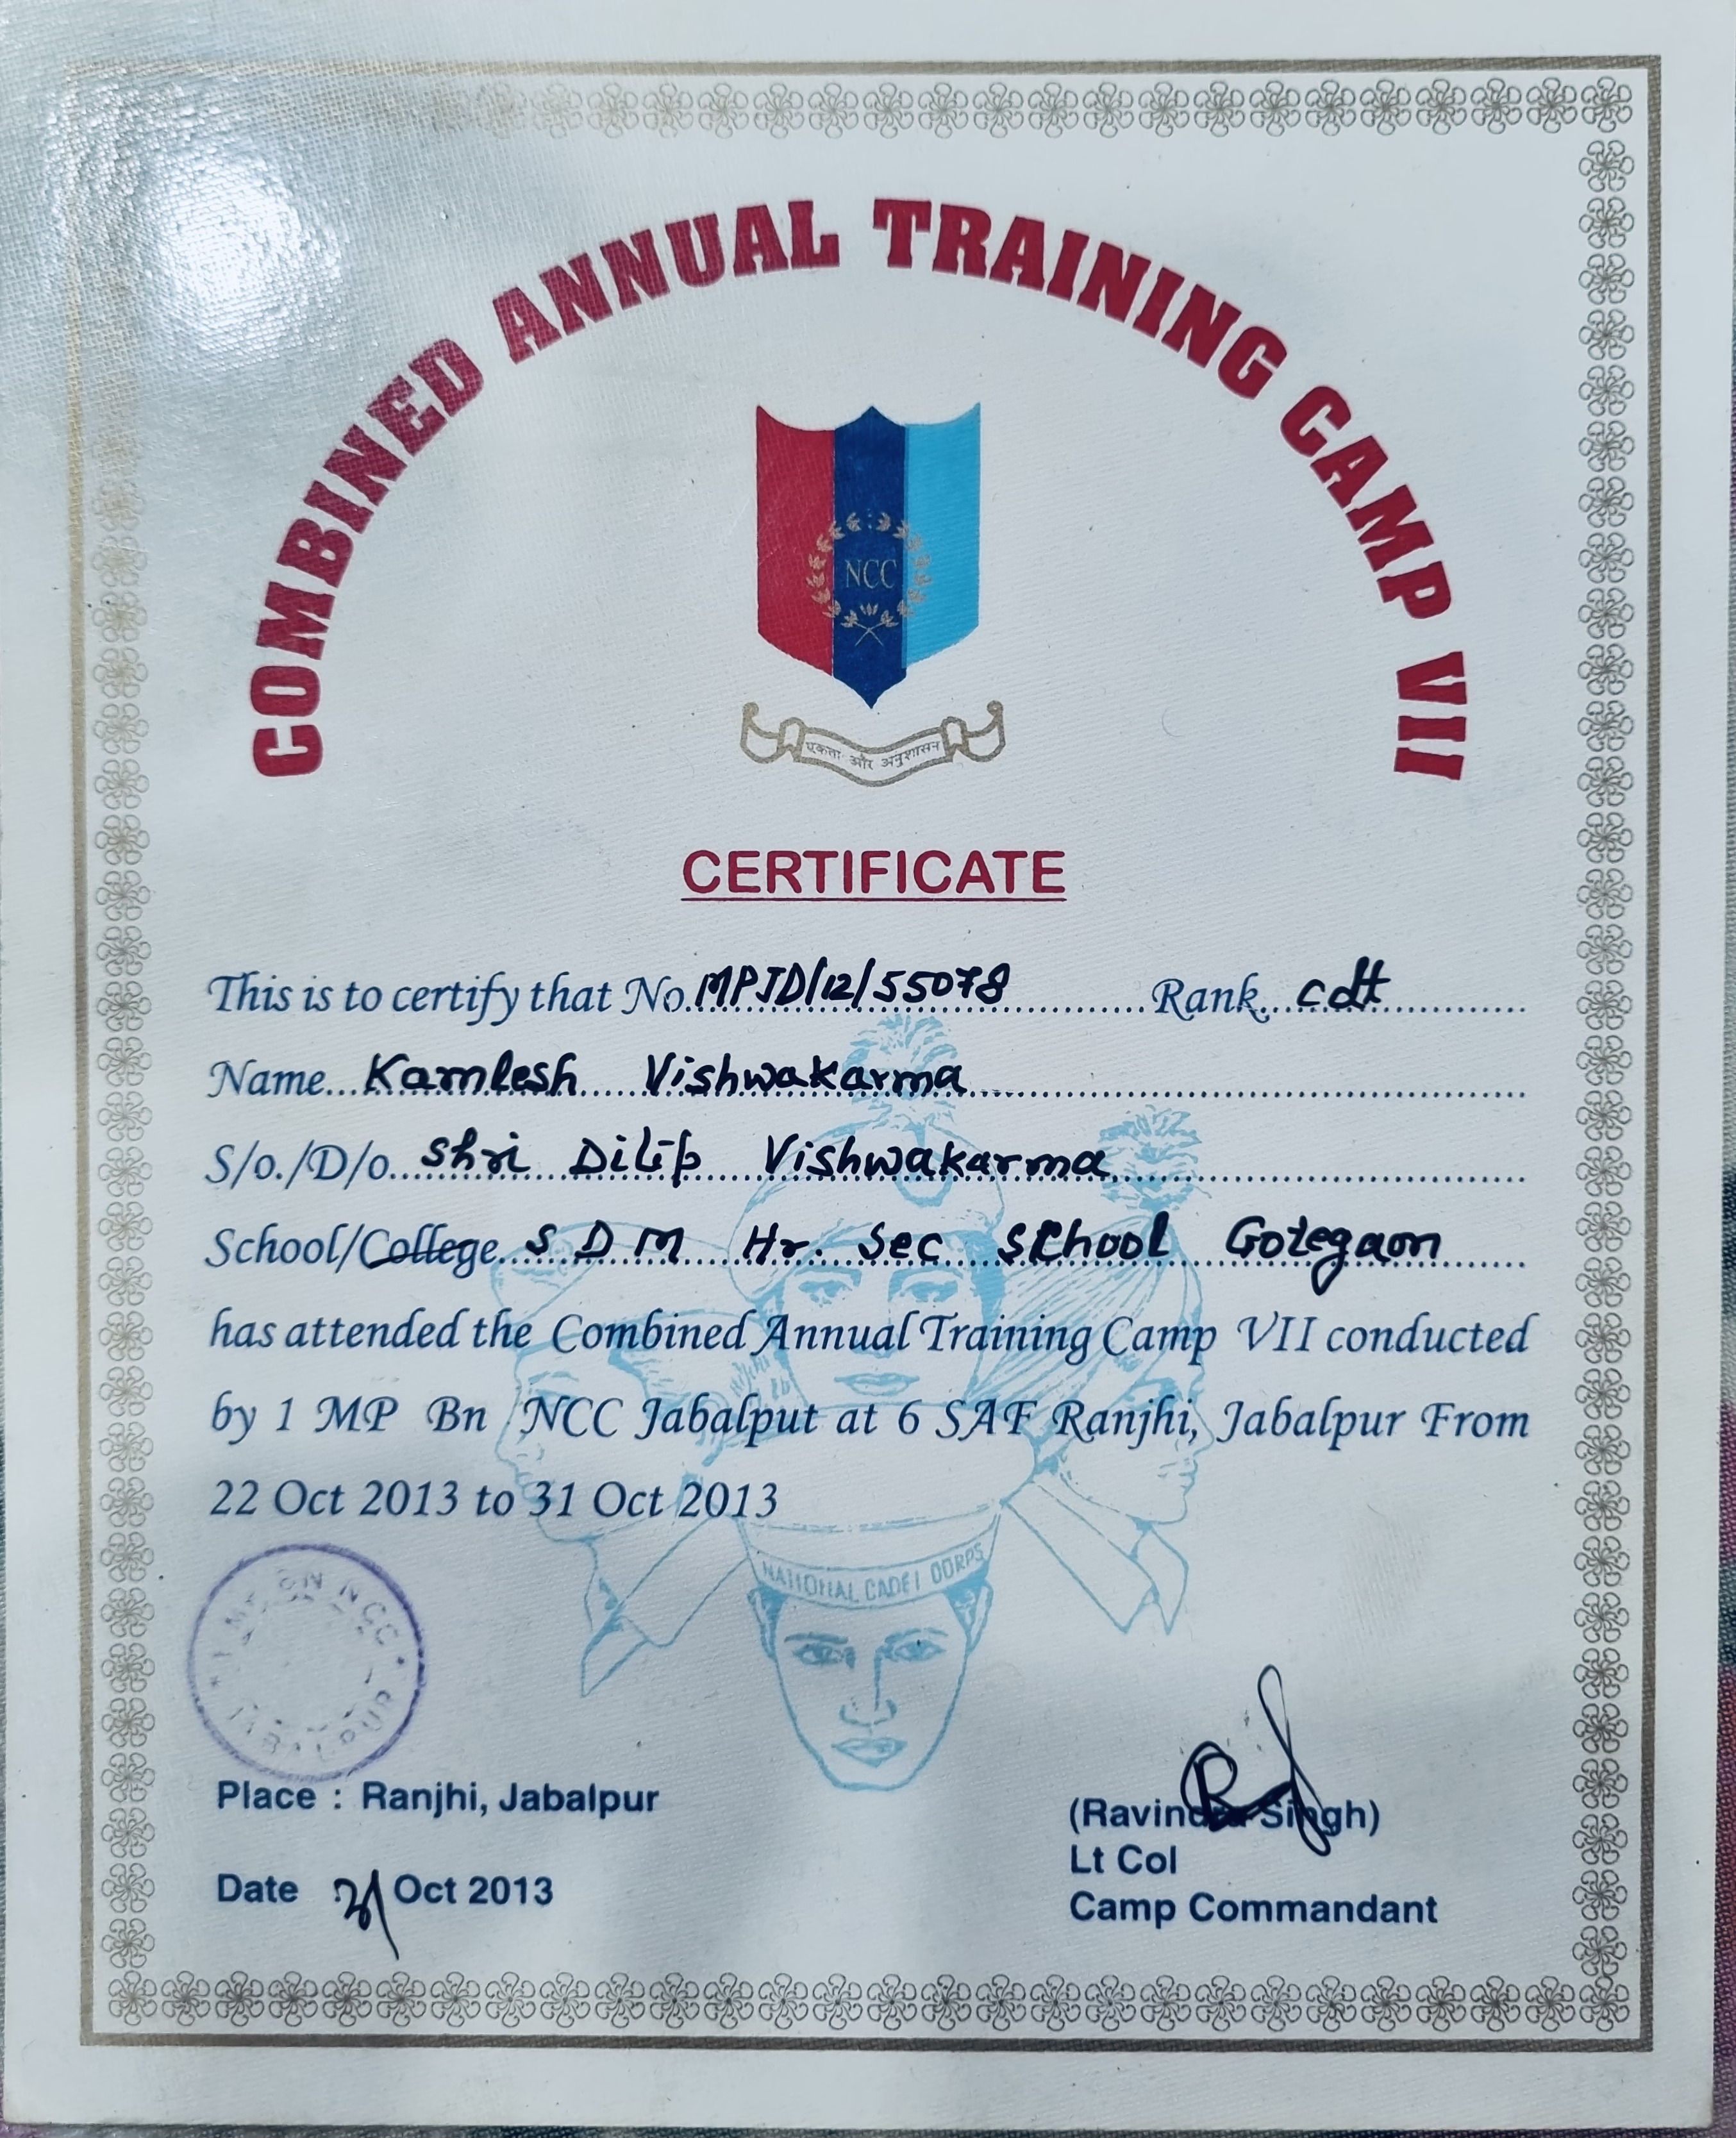 COMBINED ANNUAL TRAINING CAMP VII
NCC
एकता और अनुशासन
CERTIFICATE
This is to certify that No. MPJD/12/55078 Rank cdt
Name Kamlesh Vishwakarma
S/o./D/o. Shri Dilip Vishwakarma
School/College S D M Hr. Sec School Gotegaon
has attended the Combined Annual Training Camp VII conducted
by 1 MP Bn NCC Jabalput at 6 SAF Ranjhi, Jabalpur From
22 Oct 2013 to 31 Oct 2013
NATIONAL CADET CORPS
1 MP BN NCC
JABALPUR
Place : Ranjhi, Jabalpur
Date 31 Oct 2013
(Ravindra Singh)
Lt Col
Camp Commandant